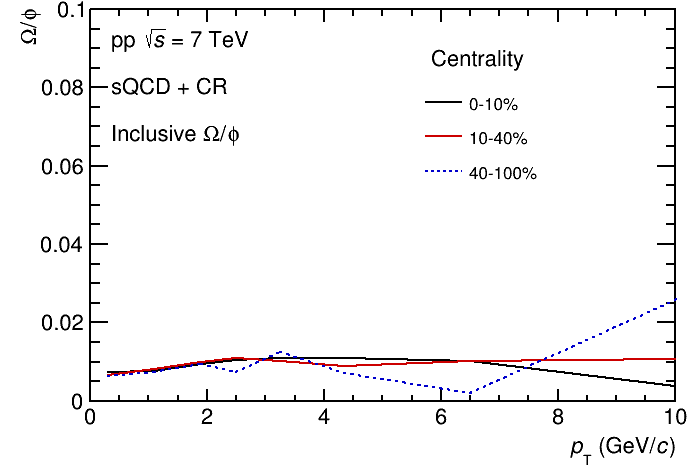 Ω/ϕ
0.1
0.08
0.06
0.04
0.02
0
pp √s = 7 TeV
sQCD + CR
Inclusive Ω/ϕ
Centrality
0-10%
10-40%
40-100%
0 2 4 6 8 10
p_T (GeV/c)